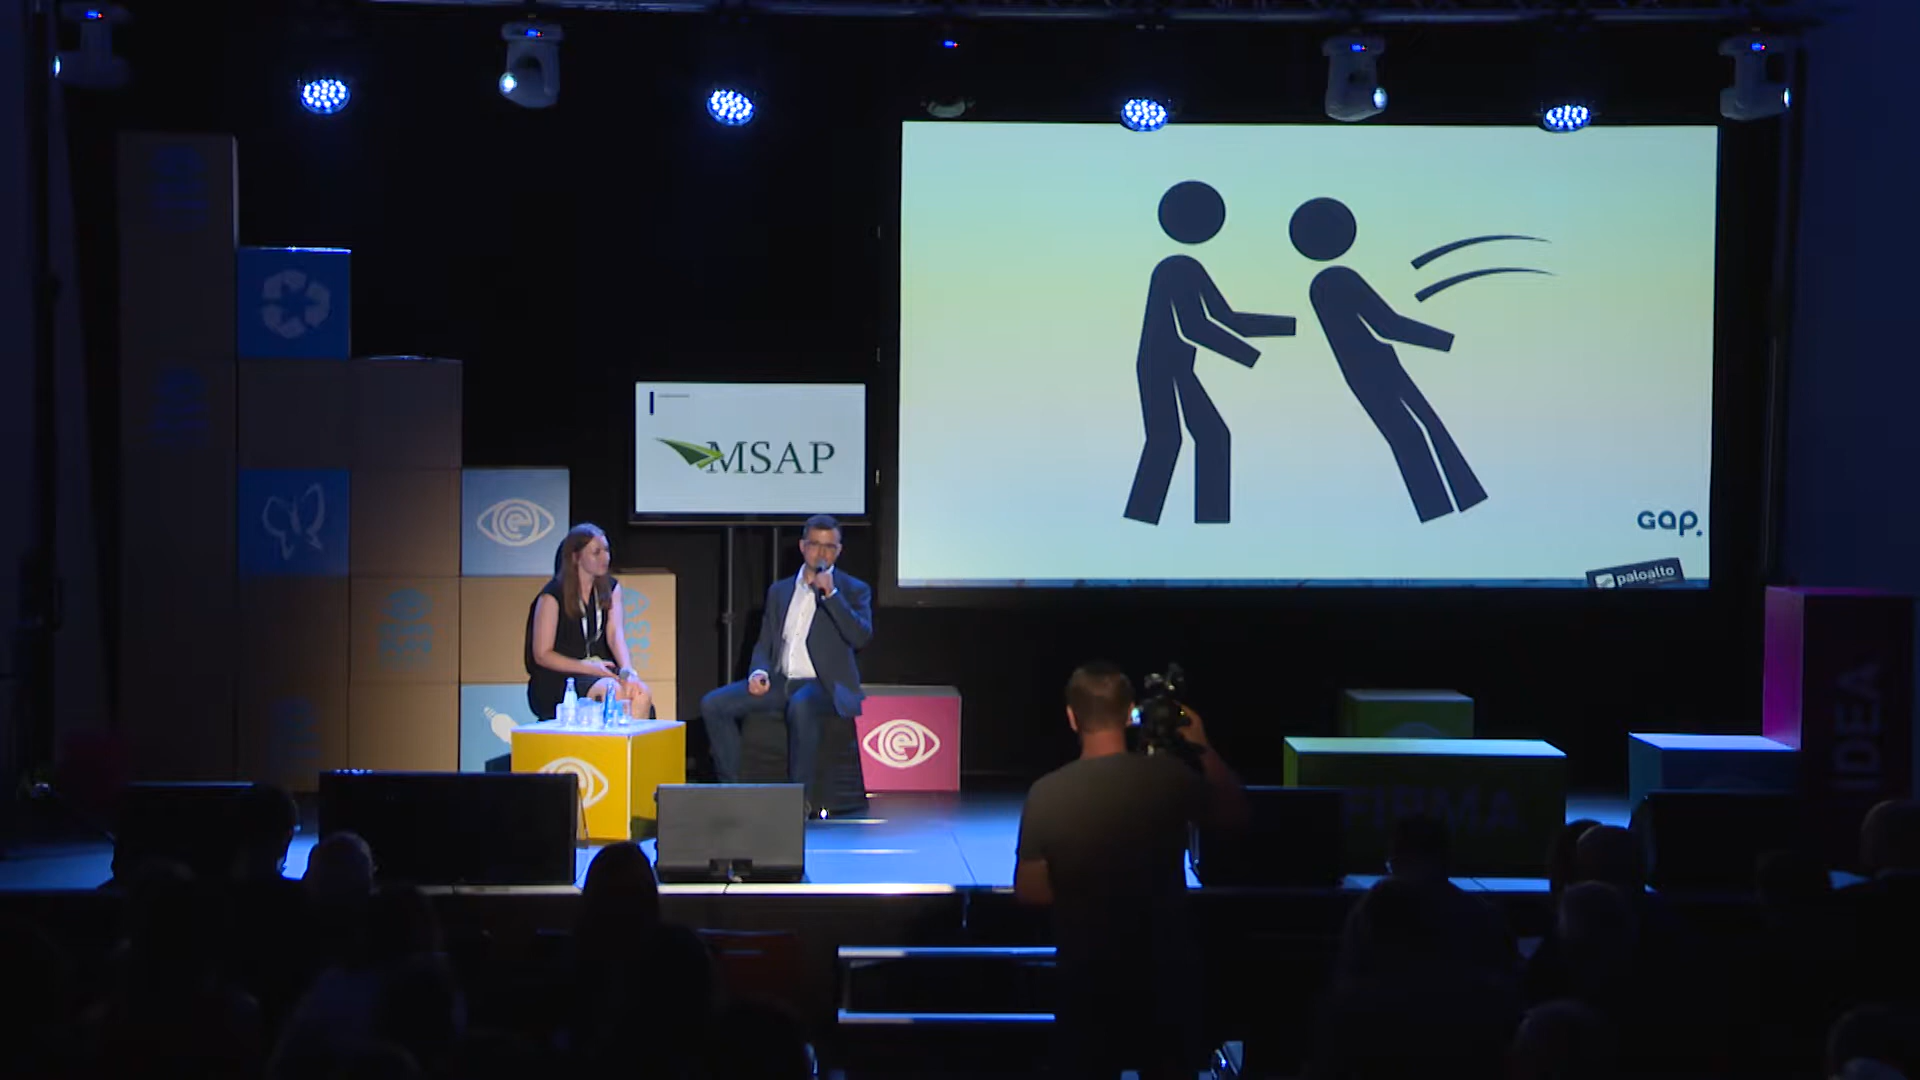 MSAP
Gap.
paloalto
e
e
IDEA
FIRMA